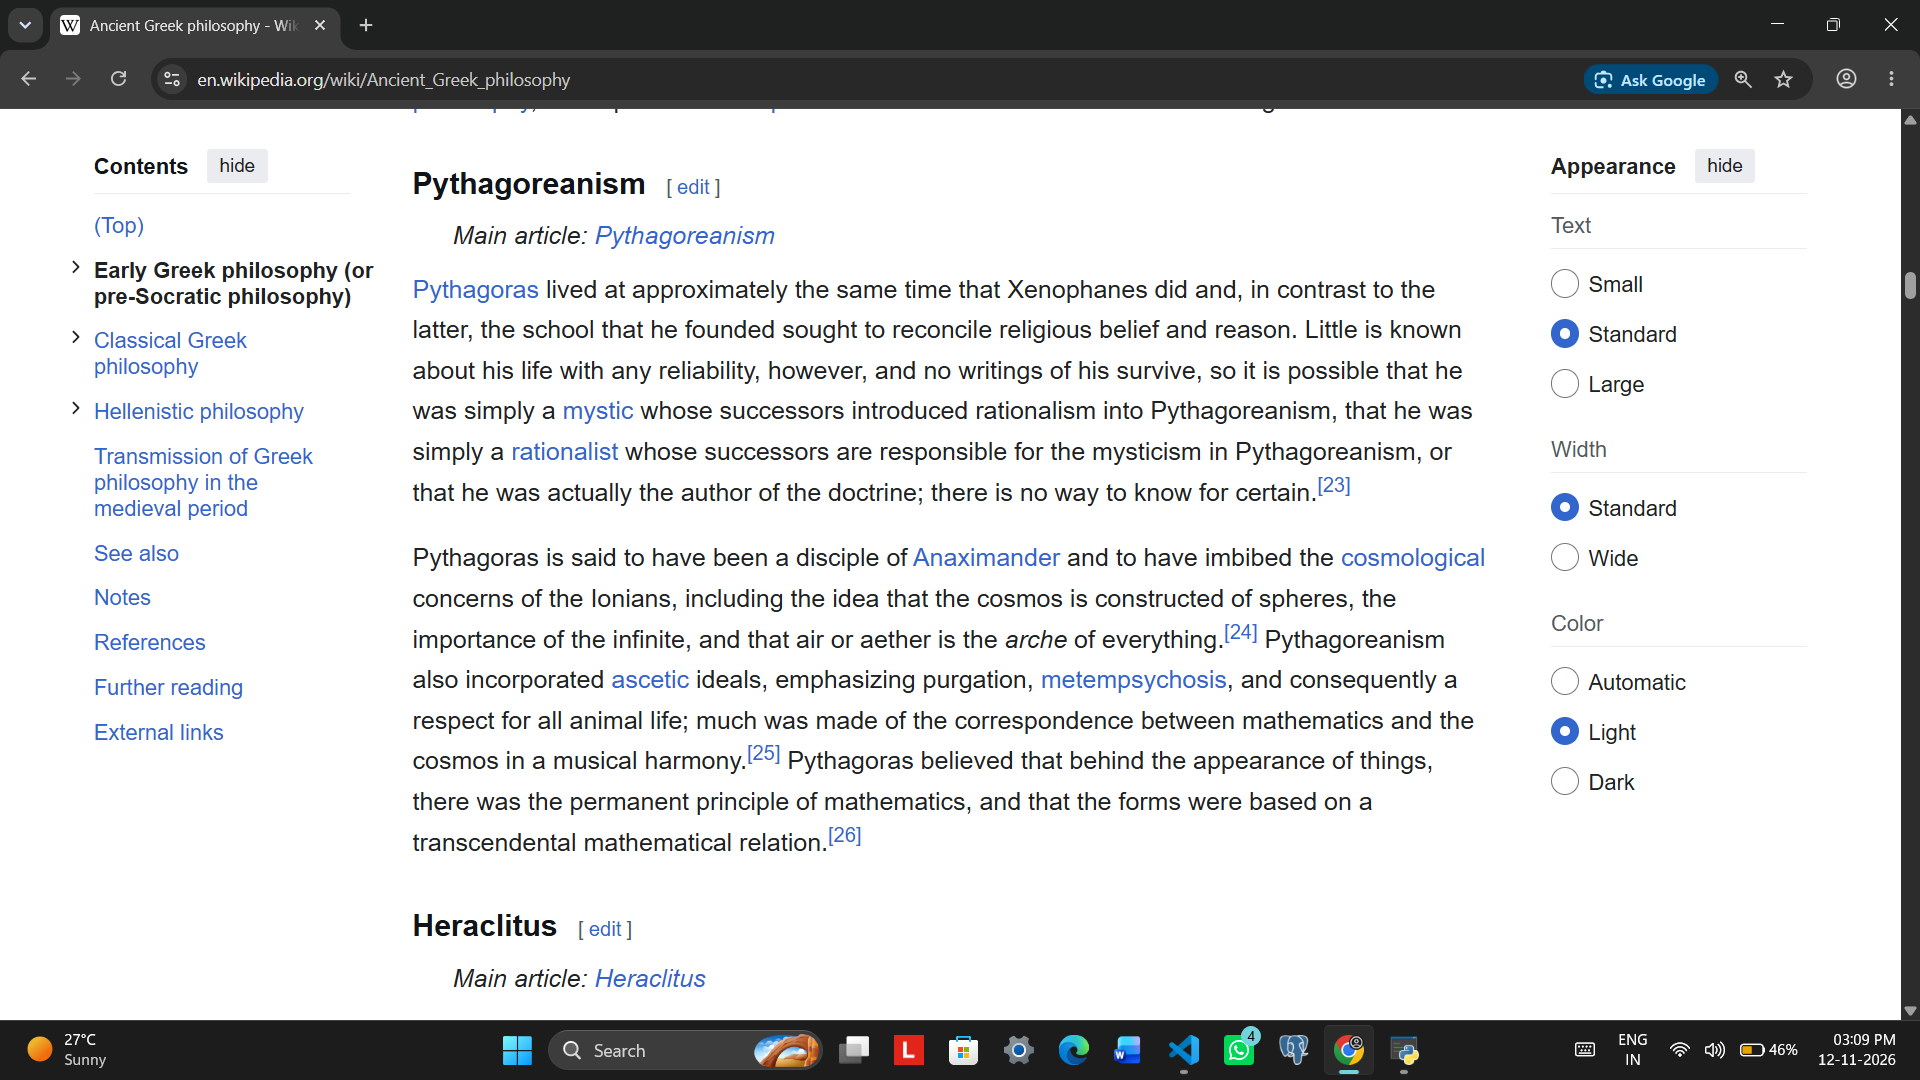 Ancient Greek philosophy - Wik
en.wikipedia.org/wiki/Ancient_Greek_philosophy
Ask Google
Contents
hide
(Top)
Early Greek philosophy (or
pre-Socratic philosophy)
Classical Greek
philosophy
Hellenistic philosophy
Transmission of Greek
philosophy in the
medieval period
See also
Notes
References
Further reading
External links
Pythagoreanism [ edit ]
Main article: Pythagoreanism
Pythagoras lived at approximately the same time that Xenophanes did and, in contrast to the
latter, the school that he founded sought to reconcile religious belief and reason. Little is known
about his life with any reliability, however, and no writings of his survive, so it is possible that he
was simply a mystic whose successors introduced rationalism into Pythagoreanism, that he was
simply a rationalist whose successors are responsible for the mysticism in Pythagoreanism, or
that he was actually the author of the doctrine; there is no way to know for certain.[23]
Pythagoras is said to have been a disciple of Anaximander and to have imbibed the cosmological
concerns of the Ionians, including the idea that the cosmos is constructed of spheres, the
importance of the infinite, and that air or aether is the arche of everything.[24] Pythagoreanism
also incorporated ascetic ideals, emphasizing purgation, metempsychosis, and consequently a
respect for all animal life; much was made of the correspondence between mathematics and the
cosmos in a musical harmony.[25] Pythagoras believed that behind the appearance of things,
there was the permanent principle of mathematics, and that the forms were based on a
transcendental mathematical relation.[26]
Heraclitus [ edit ]
Main article: Heraclitus
Appearance
hide
Text
Small
Standard
Large
Width
Standard
Wide
Color
Automatic
Light
Dark
27°C
Sunny
Search
4
ENG
IN
46%
03:09 PM
12-11-2026